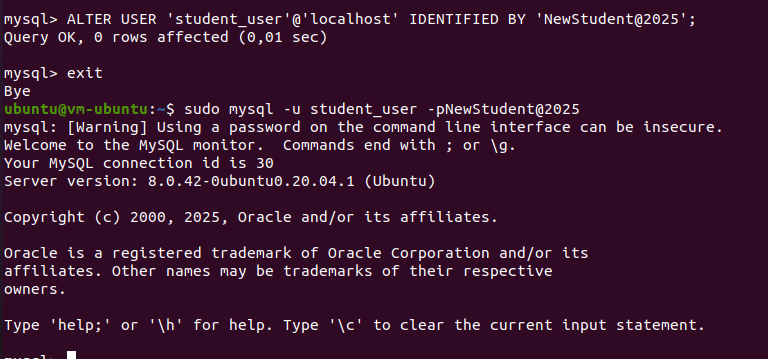 mysql> ALTER USER 'student_user'@'localhost' IDENTIFIED BY 'NewStudent@2025';
Query OK, 0 rows affected (0,01 sec)
mysql> exit
Bye
ubuntu@vm-ubuntu:~$ sudo mysql -u student_user -pNewStudent@2025
mysql: [Warning] Using a password on the command line interface can be insecure.
Welcome to the MySQL monitor.  Commands end with ; or \g.
Your MySQL connection id is 30
Server version: 8.0.42-0ubuntu0.20.04.1 (Ubuntu)
Copyright (c) 2000, 2025, Oracle and/or its affiliates.
Oracle is a registered trademark of Oracle Corporation and/or its
affiliates. Other names may be trademarks of their respective
owners.
Type 'help;' or '\h' for help. Type '\c' to clear the current input statement.
mysql>